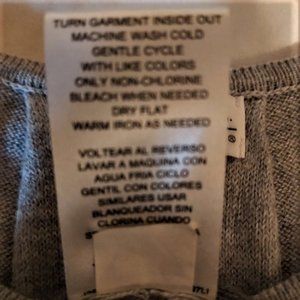 TURN GARMENT INSIDE OUT
MACHINE WASH COLD
GENTLE CYCLE
WITH LIKE COLORS
ONLY NON-CHLORINE
BLEACH WHEN NEEDED
DRY FLAT
WARM IRON AS NEEDED
VOLTEAR AL REVERSO
LAVAR A MAQUINA CON
AGUA FRIA CICLO
GENTIL CON COLORES
SIMILARES USAR
BLANQUEADOR SIN
CLORINA CUANDO